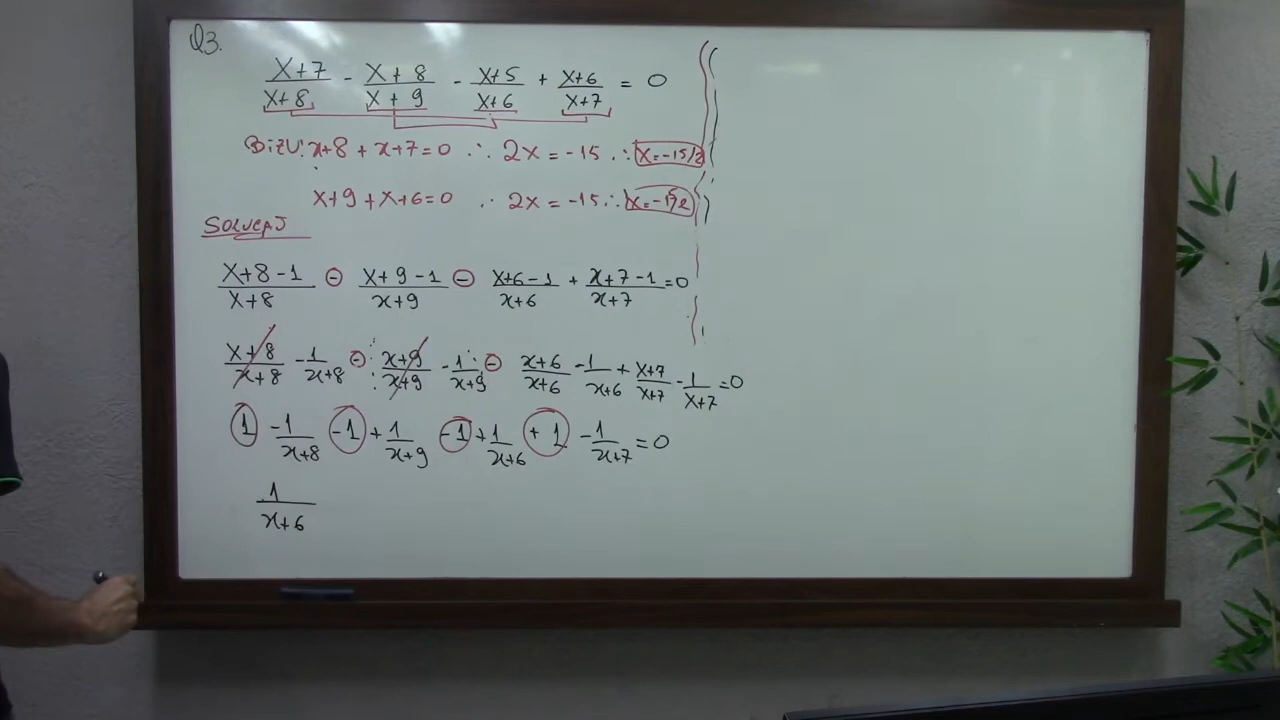 Q3.
(x+7)/(x+8) - (x+8)/(x+9) - (x+5)/(x+6) + (x+6)/(x+7) = 0
BIZU: x+8 + x+7=0 ∴ 2x = -15 ∴ x=-15/2
x+9 + x+6=0 ∴ 2x = -15 ∴ x=-15/2
(x+8-1)/(x+8) - (x+9-1)/(x+9) - (x+6-1)/(x+6) + (x+7-1)/(x+7) =0
(x+8)/(x+8) - 1/(x+8) - (x+9)/(x+9) - 1/(x+9) - (x+6)/(x+6) - 1/(x+6) + (x+7)/(x+7) - 1/(x+7) =0
1 - 1/(x+8) - 1 + 1/(x+9) - 1 + 1/(x+6) + 1 - 1/(x+7) = 0
1/(x+6)